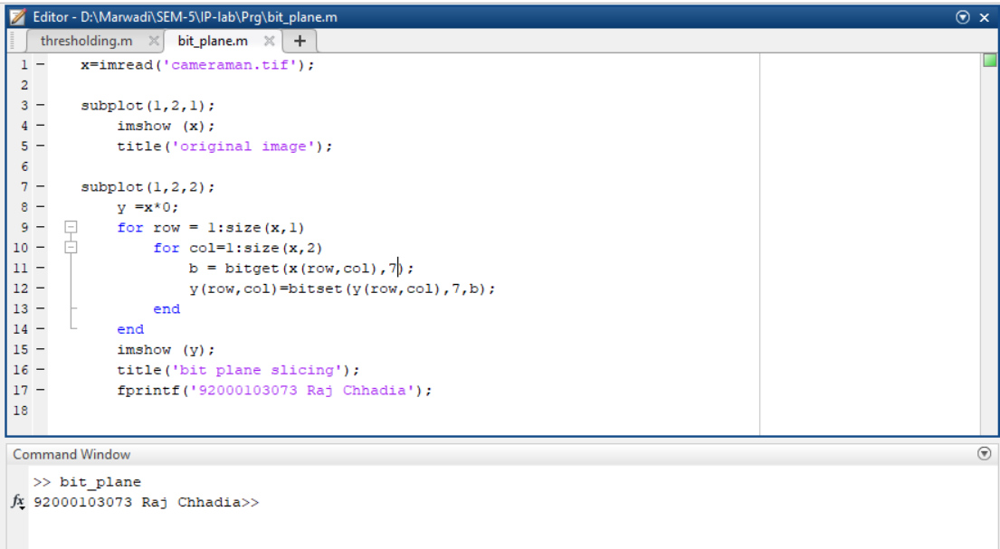 Editor - D:\Marwadi\SEM-5\IP-lab\Prg\bit_plane.m
thresholding.m × bit_plane.m × +
1 - x=imread('cameraman.tif');
2
3 - subplot(1,2,1);
4 - imshow (x);
5 - title('original image');
6
7 - subplot(1,2,2);
8 - y =x*0;
9 - for row = 1:size(x,1)
10 - for col=1:size(x,2)
11 - b = bitget(x(row,col),7);
12 - y(row,col)=bitset(y(row,col),7,b);
13 - end
14 - end
15 - imshow (y);
16 - title('bit plane slicing');
17 - fprintf('92000103073 Raj Chhadia');
18
Command Window
>> bit_plane
fx 92000103073 Raj Chhadia>>